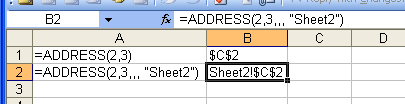 B2 fx =ADDRESS(2,3,,, "Sheet2")
A B C D
1 =ADDRESS(2,3) $C$2
2 =ADDRESS(2,3,,, "Sheet2") Sheet2!$C$2
3